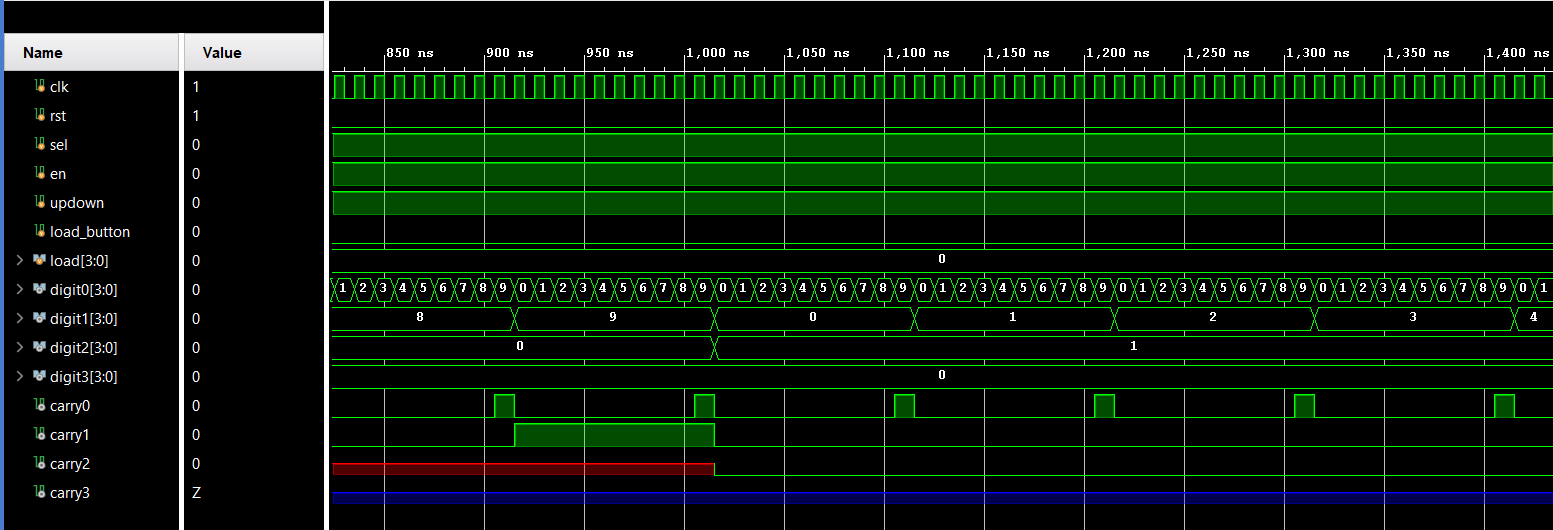 850 ns 900 ns 950 ns 1,000 ns 1,050 ns 1,100 ns 1,150 ns 1,200 ns 1,250 ns 1,300 ns 1,350 ns 1,400 ns
Name Value
clk 1
rst 1
sel 0
en 0
updown 0
load_button 0
load[3:0] 0 0
digit0[3:0] 0 1 2 3 4 5 6 7 8 9 0 1 2 3 4 5 6 7 8 9 0 1 2 3 4 5 6 7 8 9 0 1 2 3 4 5 6 7 8 9 0 1 2 3 4 5 6 7 8 9 0 1 2 3 4 5 6 7 8 9 0 1
digit1[3:0] 0 8 9 0 1 2 3 4
digit2[3:0] 0 0 1
digit3[3:0] 0 0
carry0 0
carry1 0
carry2 0
carry3 Z